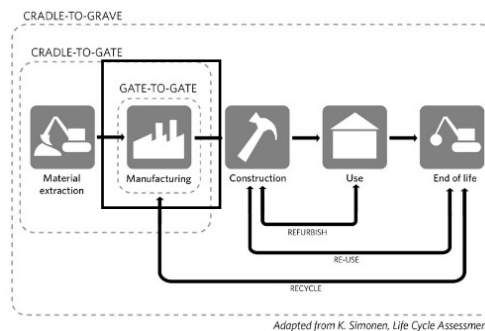 CRADLE-TO-GRAVE
CRADLE-TO-GATE
GATE-TO-GATE
Material
extraction
Manufacturing
Construction
Use
End of life
REFURBISH
RE-USE
RECYCLE
Adapted from K. Simonen, Life Cycle Assessmer